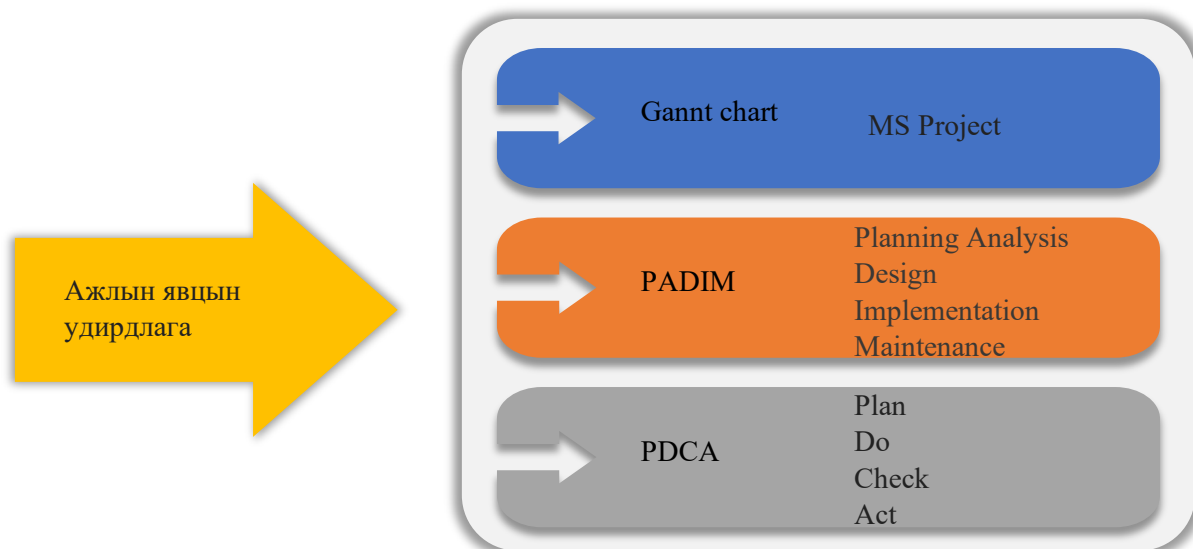 Ажлын явцын
удирдлага
Gannt chart
MS Project
PADIM
Planning Analysis
Design
Implementation
Maintenance
PDCA
Plan
Do
Check
Act